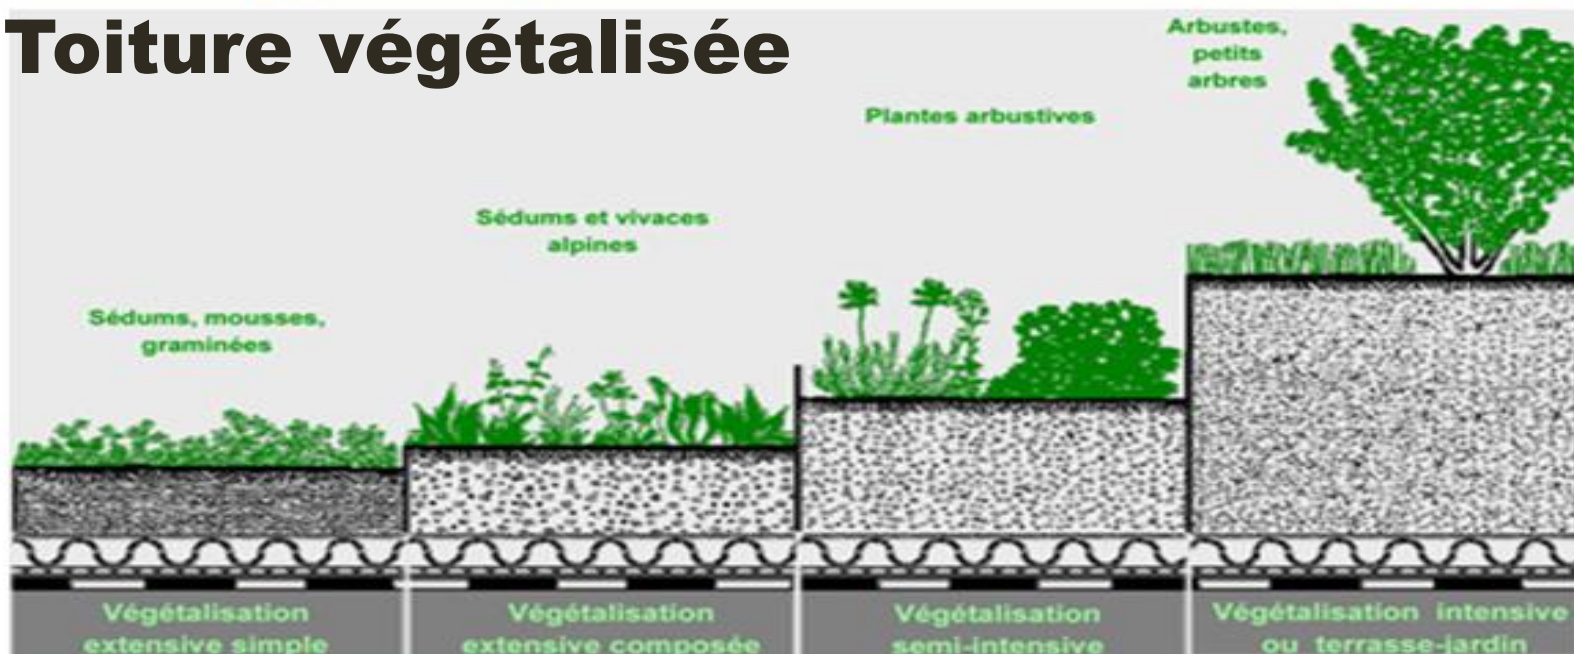 Toiture végétalisée
Arbustes,
petits
arbres
Plantes arbustives
Sédums et vivaces
alpines
Sédums, mousses,
graminées
Végétalisation
extensive simple
Végétalisation
extensive composée
Végétalisation
semi-intensive
Végétalisation intensive
ou terrasse-jardin